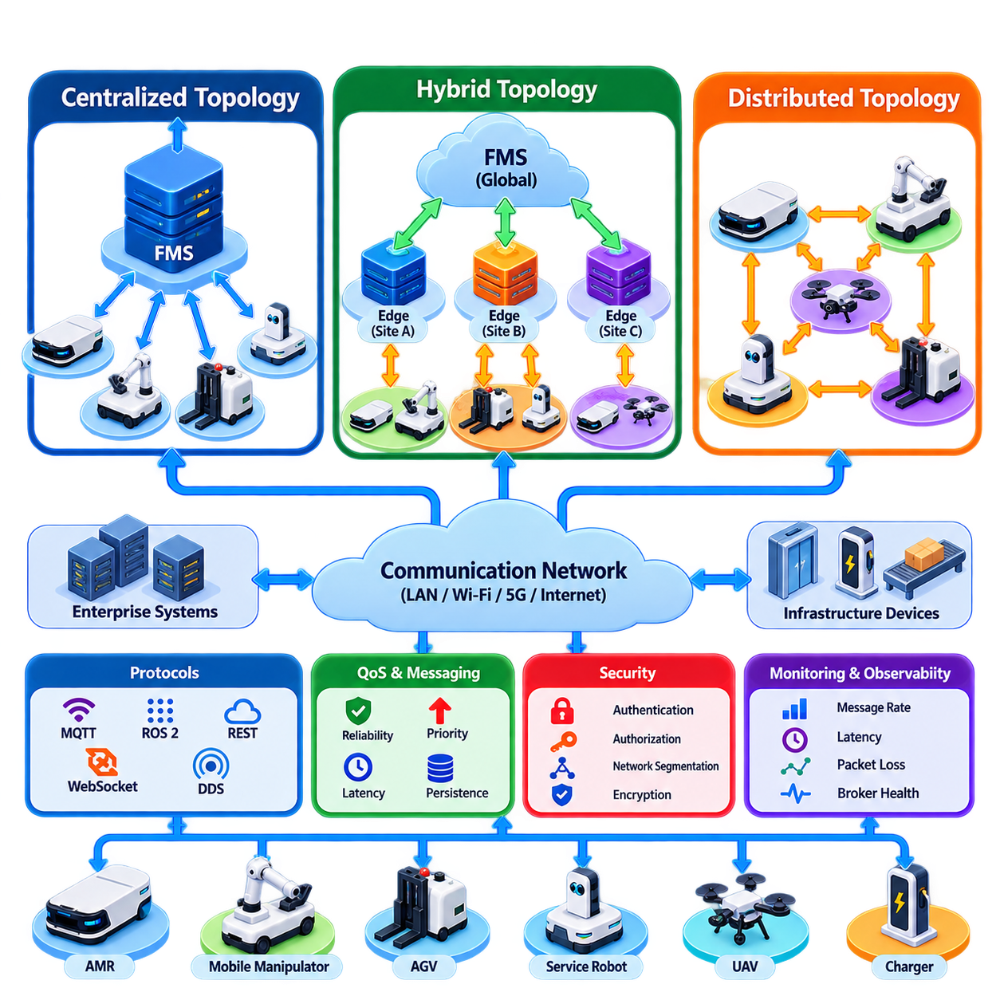 Centralized Topology
Hybrid Topology
Distributed Topology
FMS
FMS
(Global)
Edge
(Site A)
Edge
(Site B)
Edge
(Site C)
Communication Network
(LAN / Wi-Fi / 5G / Internet)
Enterprise Systems
Infrastructure Devices
Protocols
MQTT
ROS 2
REST
WebSocket
DDS
QoS & Messaging
Reliability
Priority
Latency
Persistence
Security
Authentication
Authorization
Network Segmentation
Encryption
Monitoring & Observabiity
Message Rate
Latency
Packet Loss
Broker Health
AMR
Mobile Manipulator
AGV
Service Robot
UAV
Charger